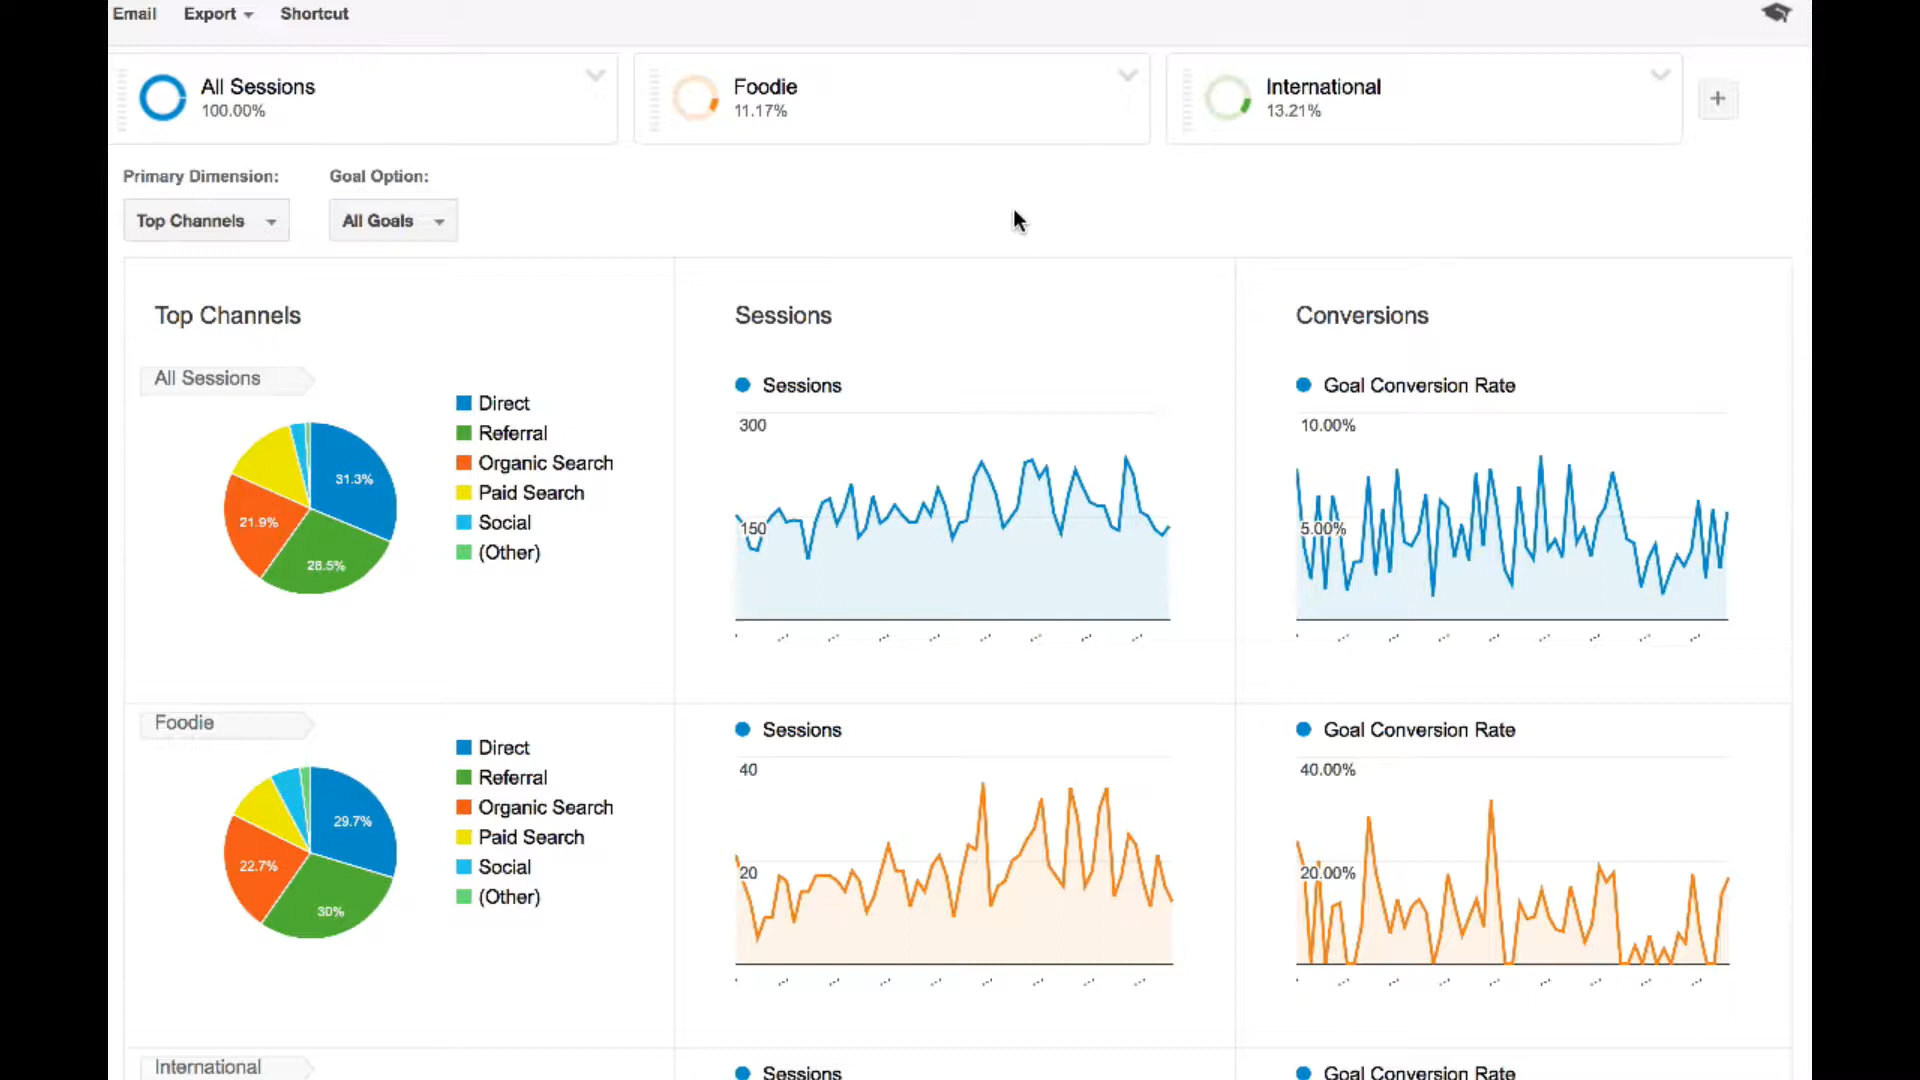 Email Export Shortcut
All Sessions
100.00%
Foodie
11.17%
International
13.21%
+
Primary Dimension:
Goal Option:
Top Channels
All Goals
Top Channels
Sessions
Conversions
All Sessions
Direct
Referral
Organic Search
Paid Search
Social
(Other)
31.3%
21.9%
28.5%
Sessions
300
150
Goal Conversion Rate
10.00%
5.00%
Foodie
Direct
Referral
Organic Search
Paid Search
Social
(Other)
29.7%
22.7%
30%
Sessions
40
20
Goal Conversion Rate
40.00%
20.00%
International
Sessions
Goal Conversion Rate